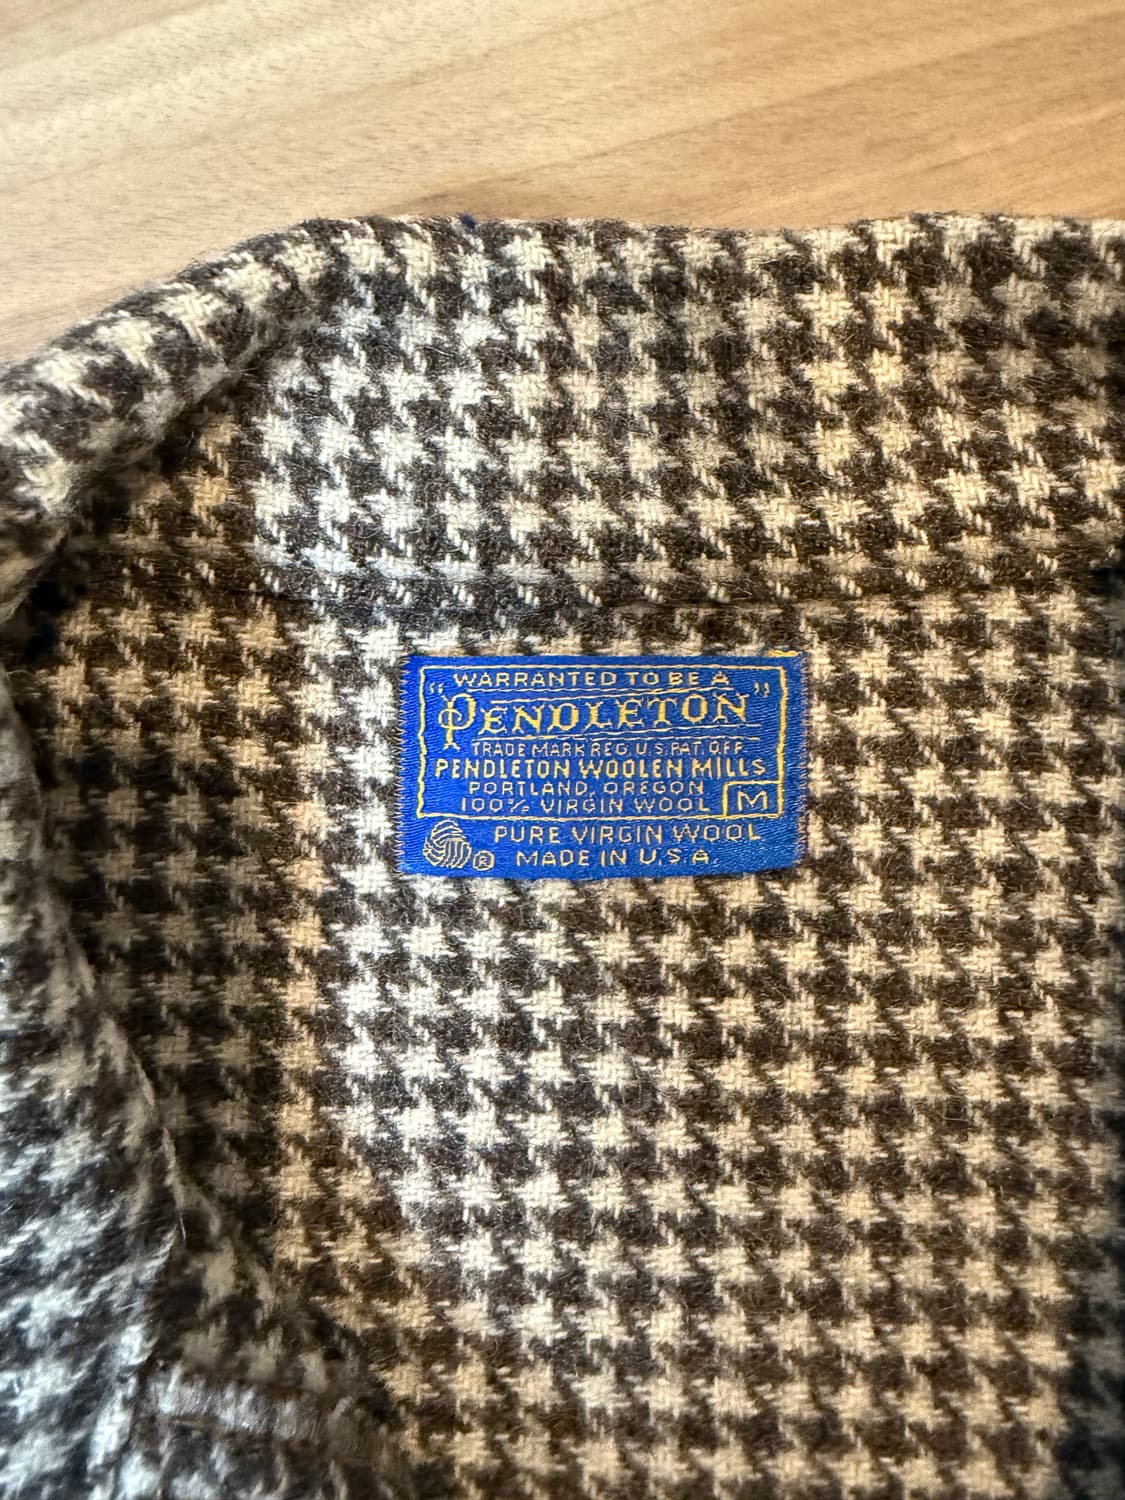 WARRANTED TO BE A
"PENDLETON"
TRADE MARK REG. U.S. PAT. OFF.
PENDLETON WOOLEN MILLS
PORTLAND, OREGON
100% VIRGIN WOOL M
PURE VIRGIN WOOL
® MADE IN U.S.A.